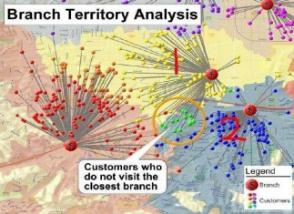 Branch Territory Analysis
1
2
Customers who
do not visit the
closest branch
Legend
Branch
Customers